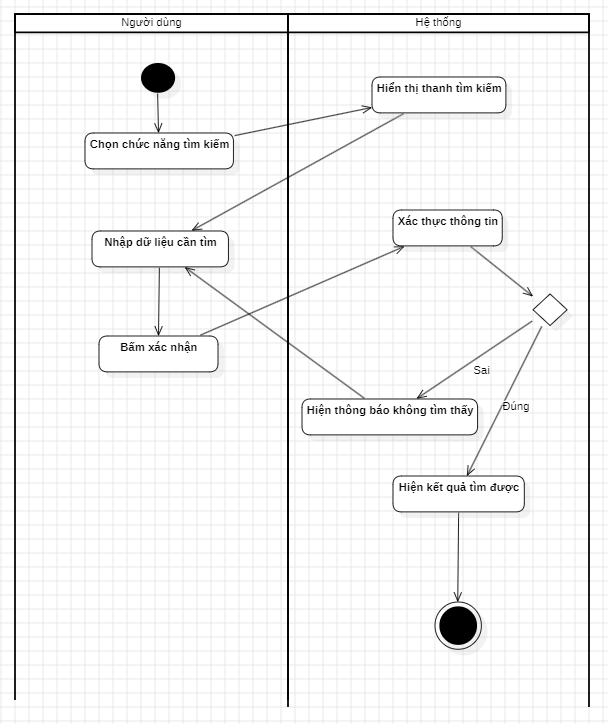 Người dùng
Hệ thống
Hiển thị thanh tìm kiếm
Chọn chức năng tìm kiếm
Xác thực thông tin
Nhập dữ liệu cần tìm
Bấm xác nhận
Sai
Hiện thông báo không tìm thấy
Đúng
Hiện kết quả tìm được